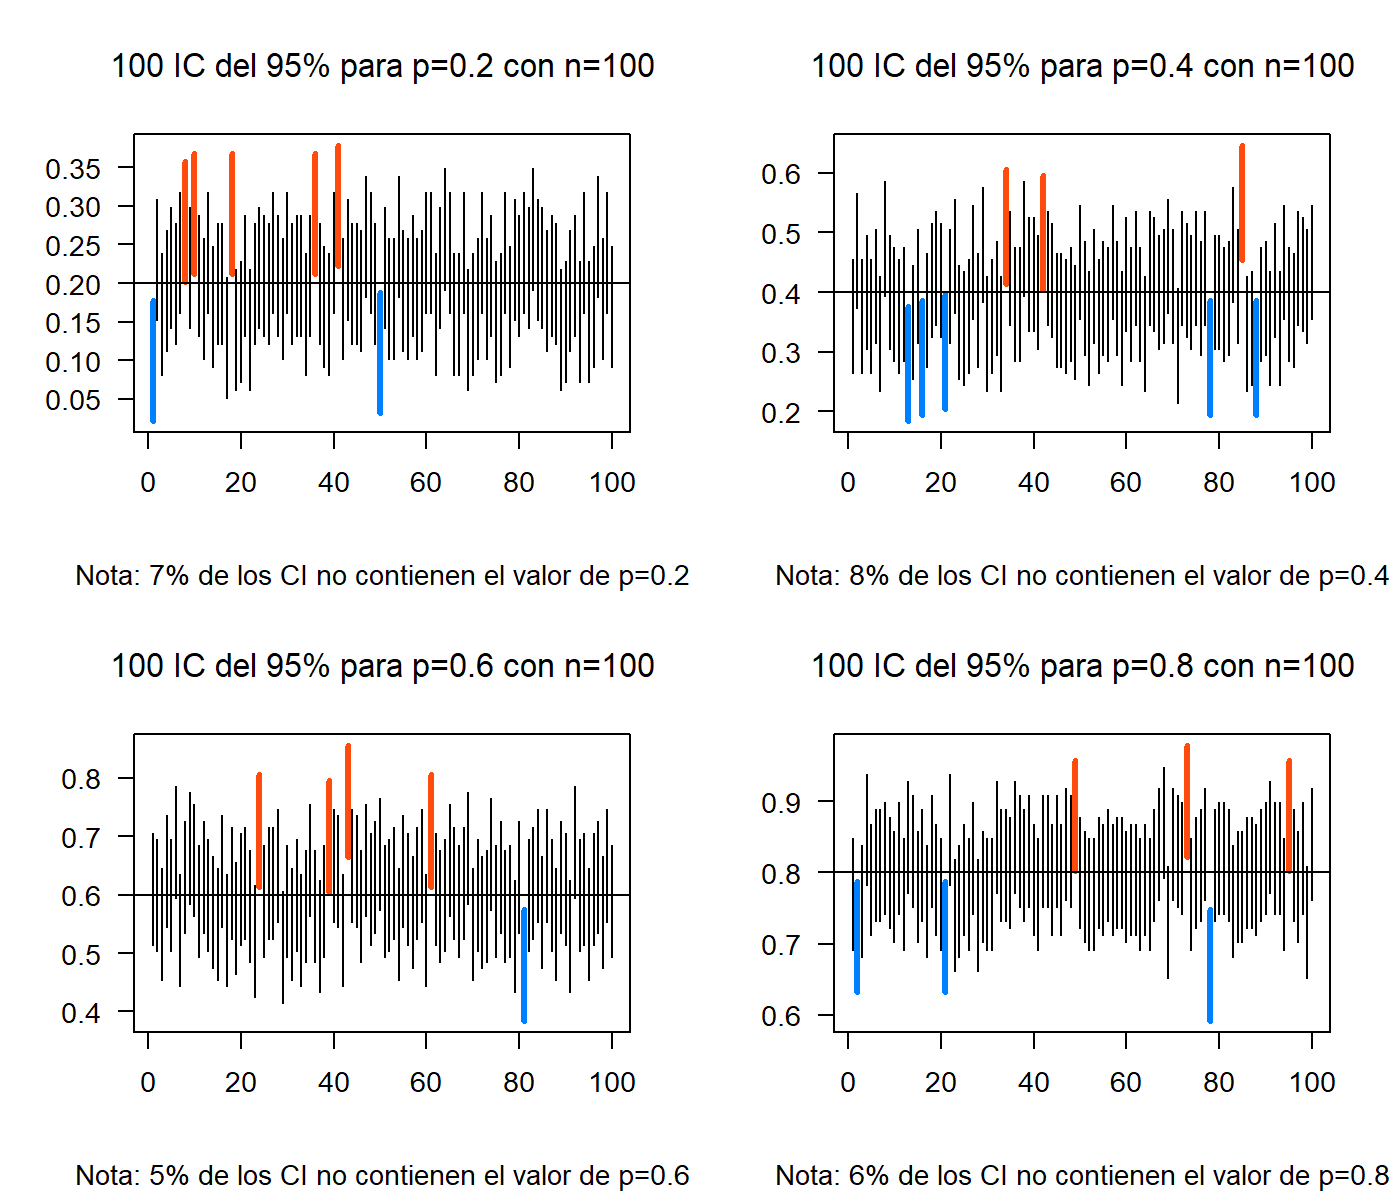 100 IC del 95% para p=0.2 con n=100
0.35
0.30
0.25
0.20
0.15
0.10
0.05
0 20 40 60 80 100
Nota: 7% de los CI no contienen el valor de p=0.2
100 IC del 95% para p=0.4 con n=100
0.6
0.5
0.4
0.3
0.2
0 20 40 60 80 100
Nota: 8% de los CI no contienen el valor de p=0.4
100 IC del 95% para p=0.6 con n=100
0.8
0.7
0.6
0.5
0.4
0 20 40 60 80 100
Nota: 5% de los CI no contienen el valor de p=0.6
100 IC del 95% para p=0.8 con n=100
0.9
0.8
0.7
0.6
0 20 40 60 80 100
Nota: 6% de los CI no contienen el valor de p=0.8